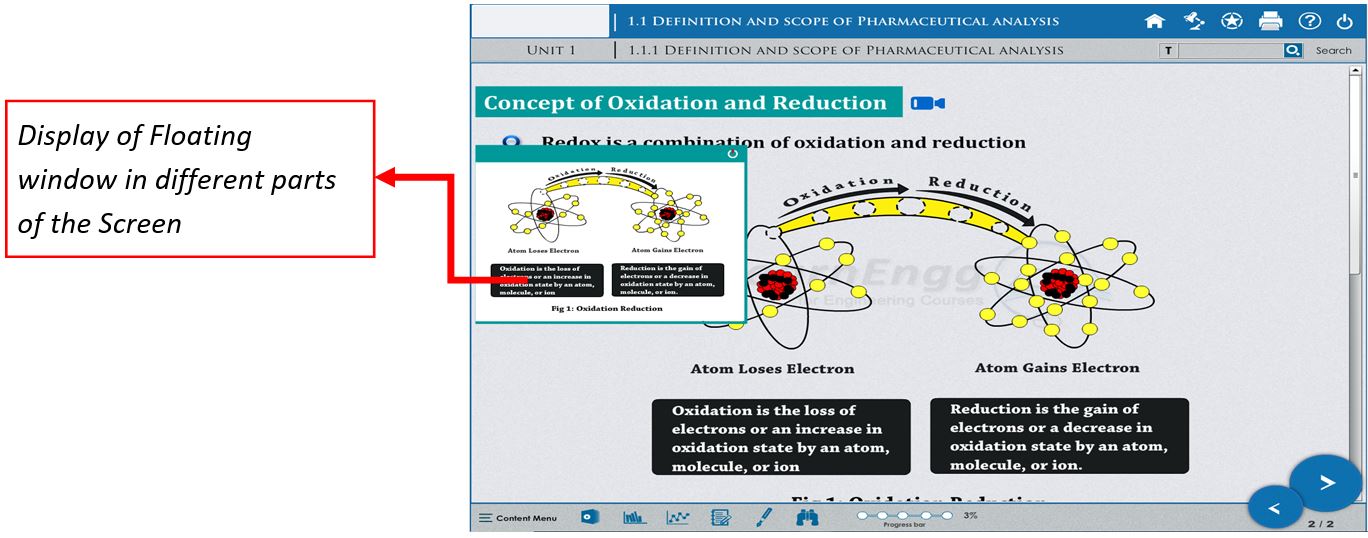 Display of Floating
window in different parts
of the Screen
1.1 Definition and scope of Pharmaceutical analysis
Unit 1
1.1.1 Definition and scope of Pharmaceutical analysis
T
Search
Concept of Oxidation and Reduction
Redox is a combination of oxidation and reduction
Oxidation Reduction
Atom Loses Electron
Atom Gains Electron
Oxidation is the loss of
electrons or an increase in
oxidation state by an atom,
molecule, or ion
Reduction is the gain of
electrons or a decrease in
oxidation state by an atom,
molecule, or ion.
Fig 1: Oxidation Reduction
Oxidation Reduction
Engg
Engineering Courses
Atom Loses Electron
Atom Gains Electron
Oxidation is the loss of
electrons or an increase in
oxidation state by an atom,
molecule, or ion
Reduction is the gain of
electrons or a decrease in
oxidation state by an atom,
molecule, or ion.
Fig 1: Oxidation Reduction
> 
<
Content Menu
Progress bar
3%
2 / 2